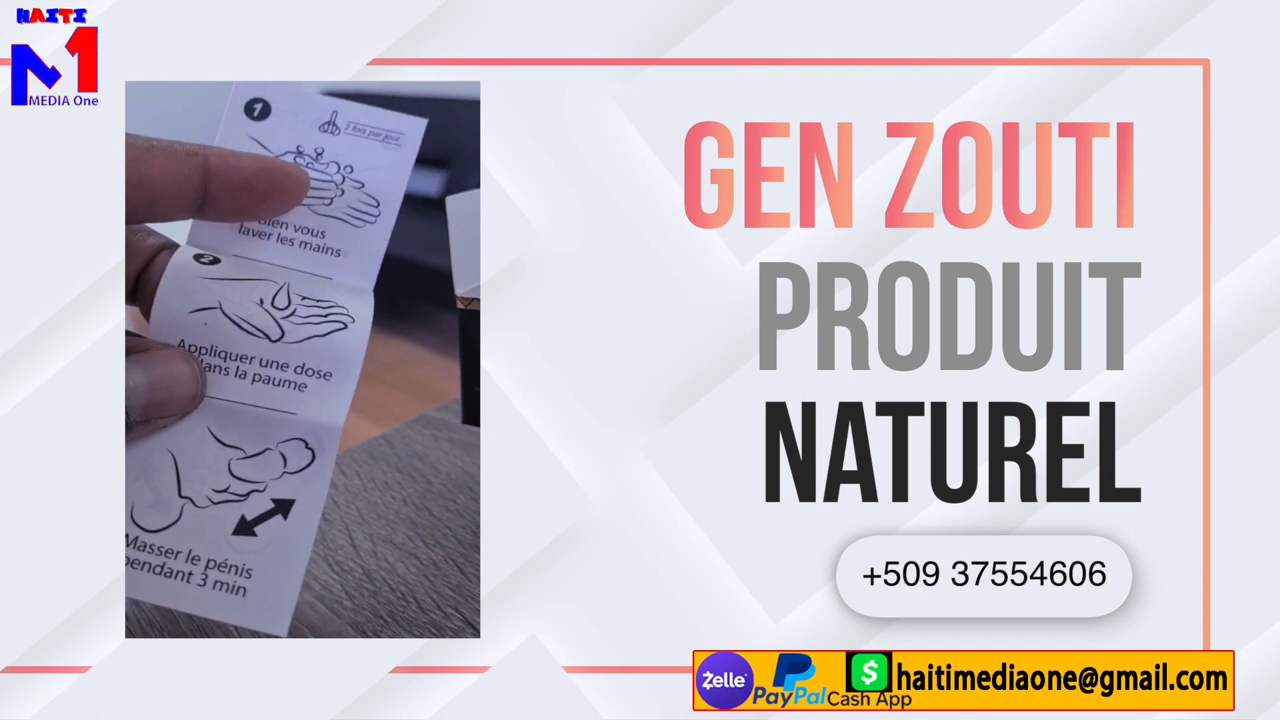 HAITI
M1
MEDIA One
1
2 fois par jour
Bien vous
laver les mains
2
Appliquer une dose
dans la paume
Masser le pénis
pendant 3 min
GEN ZOUTI
PRODUIT
NATUREL
+509 37554606
Zelle
PayPal
$
Cash App
haitimediaone@gmail.com